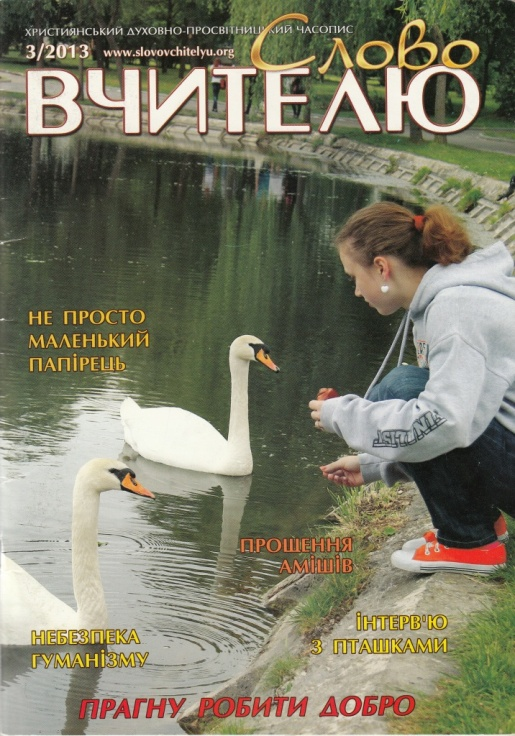 ХРИСТИЯНСЬКИЙ ДУХОВНО-ПРОСВІТНИЦЬКИЙ ЧАСОПИС
3/2013 www.slovovchitelyu.org
Слово
ВЧИТЕЛЮ
НЕ ПРОСТО
МАЛЕНЬКИЙ
ПАПІРЕЦЬ
ПРОЩЕННЯ
АМІШІВ
НЕБЕЗПЕКА
ГУМАНІЗМУ
ІНТЕРВ'Ю
З ПТАШКАМИ
ПРАГНУ РОБИТИ ДОБРО